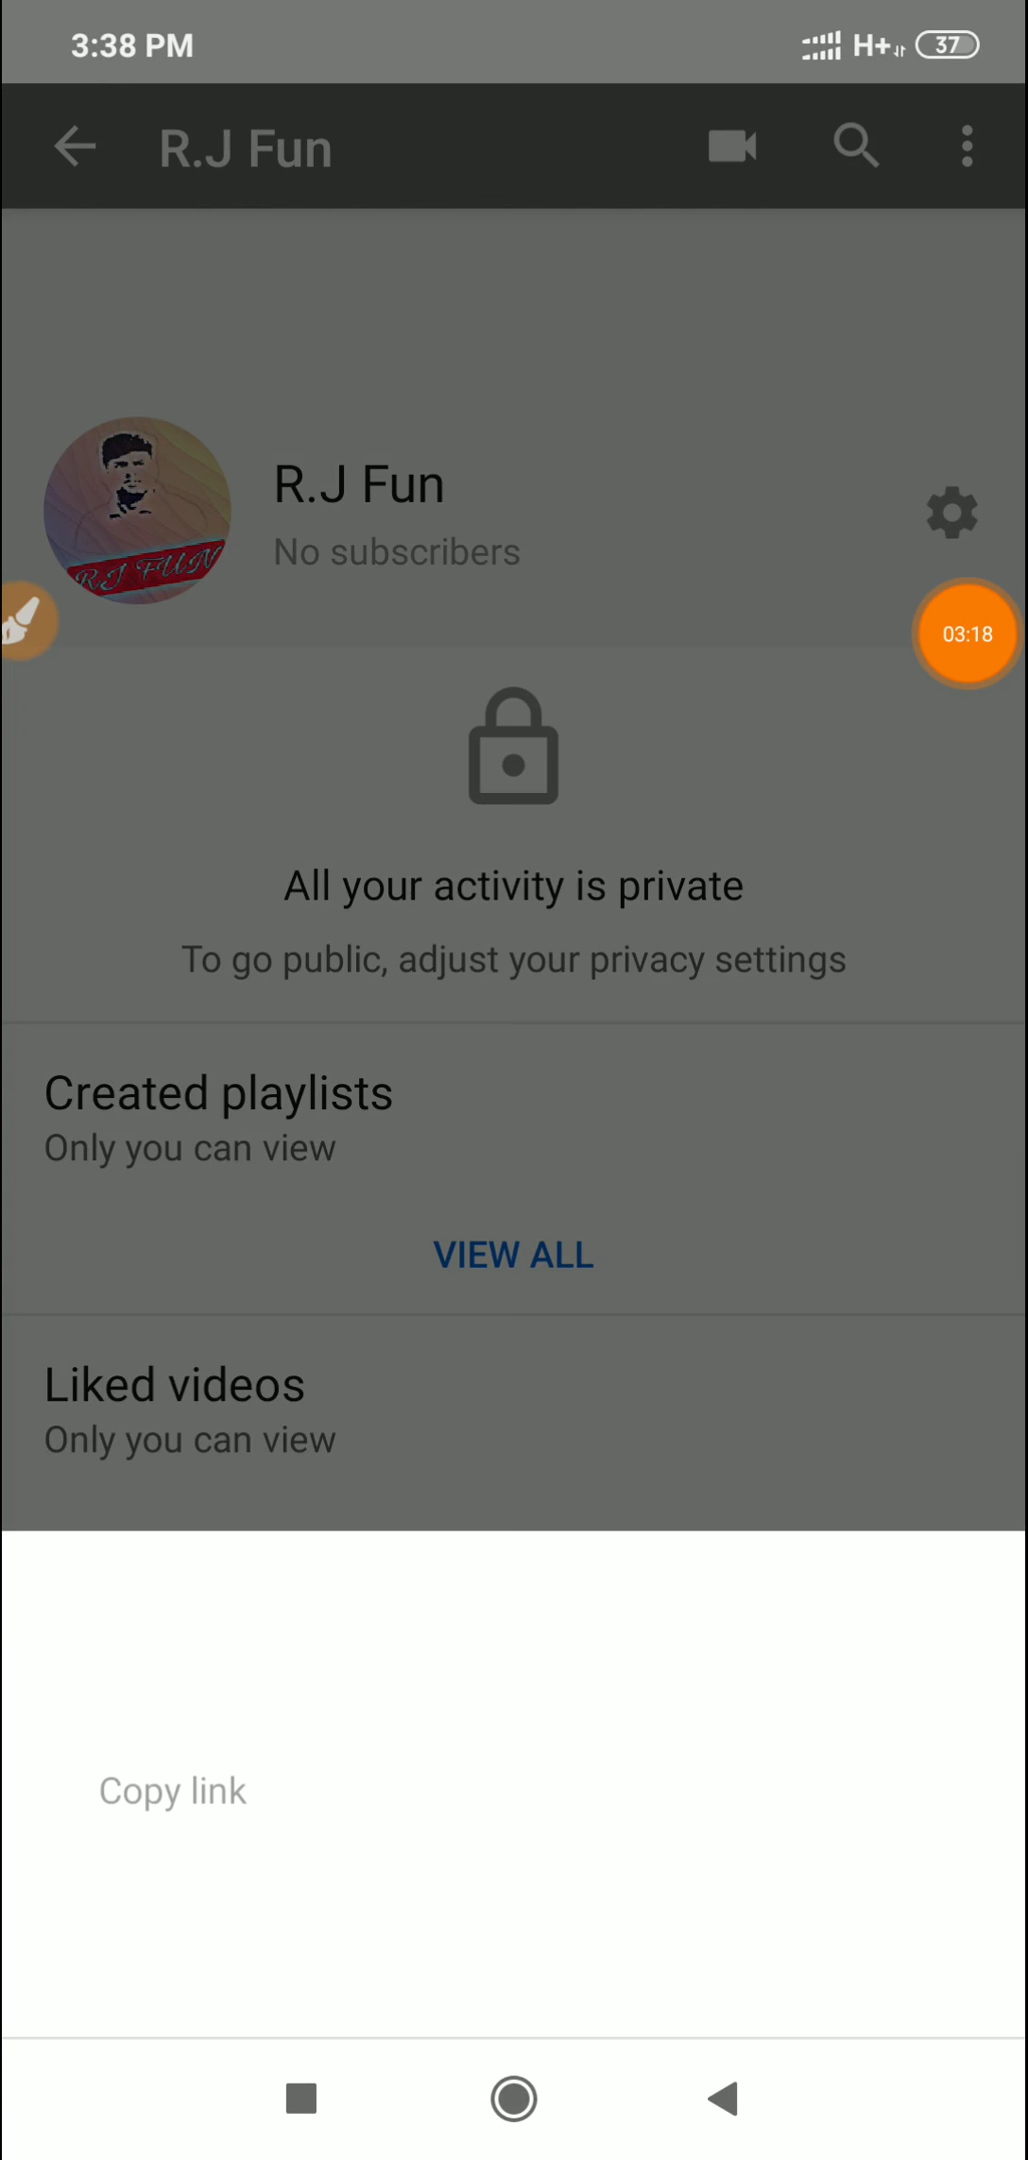 3:38 PM H+ 37
R.J Fun
R.J Fun
No subscribers
RJ FUN
03:18
All your activity is private
To go public, adjust your privacy settings
Created playlists
Only you can view
VIEW ALL
Liked videos
Only you can view
Copy link